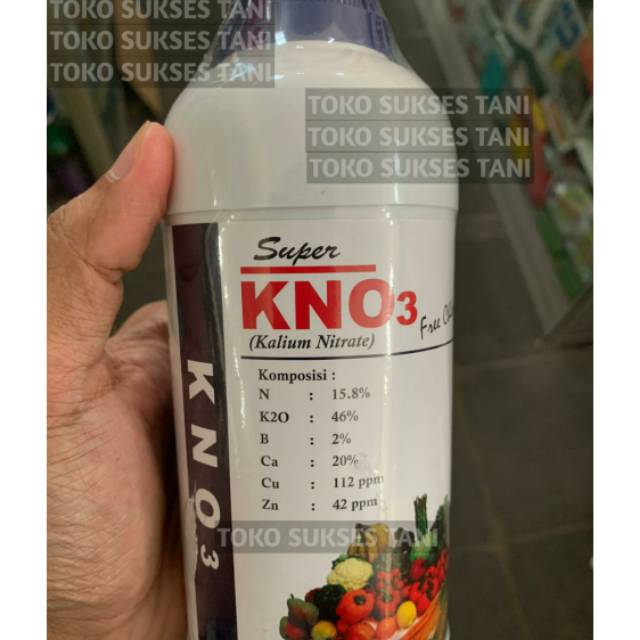 TOKO SUKSES TANI
TOKO SUKSES TANI
TOKO SUKSES TANI
TOKO SUKSES TANI
TOKO SUKSES TANI
TOKO SUKSES TANI
Super
KNO3
Free
(Kalium Nitrate)
Komposisi :
N : 15.8%
K2O : 46%
B : 2%
Ca : 20%
Cu : 112 ppm
Zn : 42 ppm
KNO3
TOKO SUKSES TANI